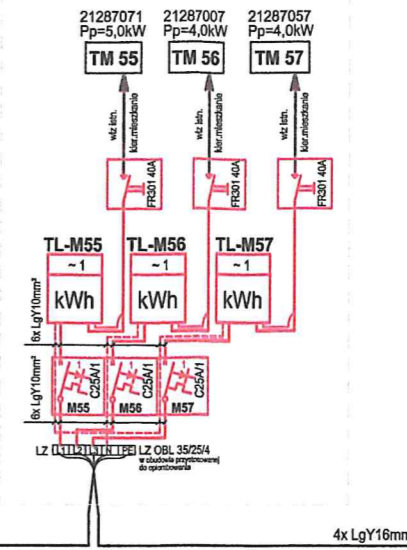 21287071 21287007 21287057
Pp=5,0kW Pp=4,0kW Pp=4,0kW
TM 55 TM 56 TM 57
wlz istn. wlz istn. wlz istn.
kier.mieszkanie kier.mieszkanie kier.mieszkanie
FR301 40A FR301 40A FR301 40A
TL-M55 TL-M56 TL-M57
~ 1 ~ 1 ~ 1
kWh kWh kWh
6x LgY10mm²
C25A/1 C25A/1 C25A/1
M55 M56 M57
6x LgY10mm²
LZ L1 L2 L3 N PE LZ OBL 35/25/4
w obudowie przystosowanej
do oplombowania
4x LgY16mm